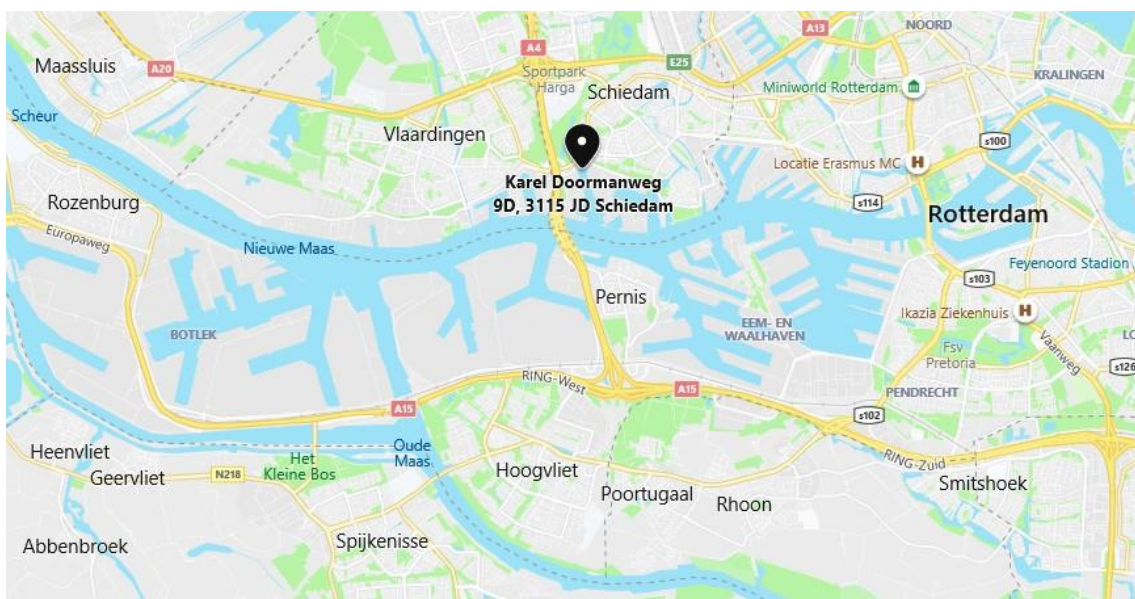 A13
NOORD
A4
E25
Maassluis
A20
Sportpark
Harga
KRALINGEN
Miniworld Rotterdam
Schiedam
Scheur
Vlaardingen
s100
Locatie Erasmus MC
H
Karel Doormanweg
9D, 3115 JD Schiedam
Rozenburg
s114
Rotterdam
Europaweg
Nieuwe Maas
Feyenoord Stadion
s103
Pernis
Ikazia Ziekenhuis
H
EEM- EN
WAALHAVEN
BOTLEK
Fsv
Pretoria
Vaanweg
LO
s126
RING-West
A15
PENDRECHT
A15
s102
Heenvliet
Oude
Maas
Het
Kleine Bos
RING-Zuid
Geervliet
N218
Hoogvliet
Smitshoek
Poortugaal
Rhoon
Abbenbroek
Spijkenisse